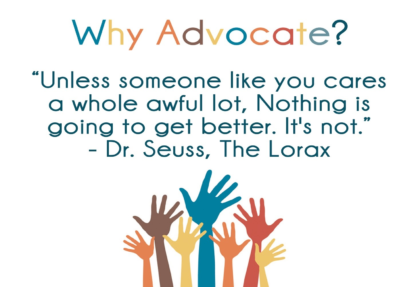 Why Advocate?
“Unless someone like you cares
a whole awful lot, Nothing is
going to get better. It's not.”
- Dr. Seuss, The Lorax